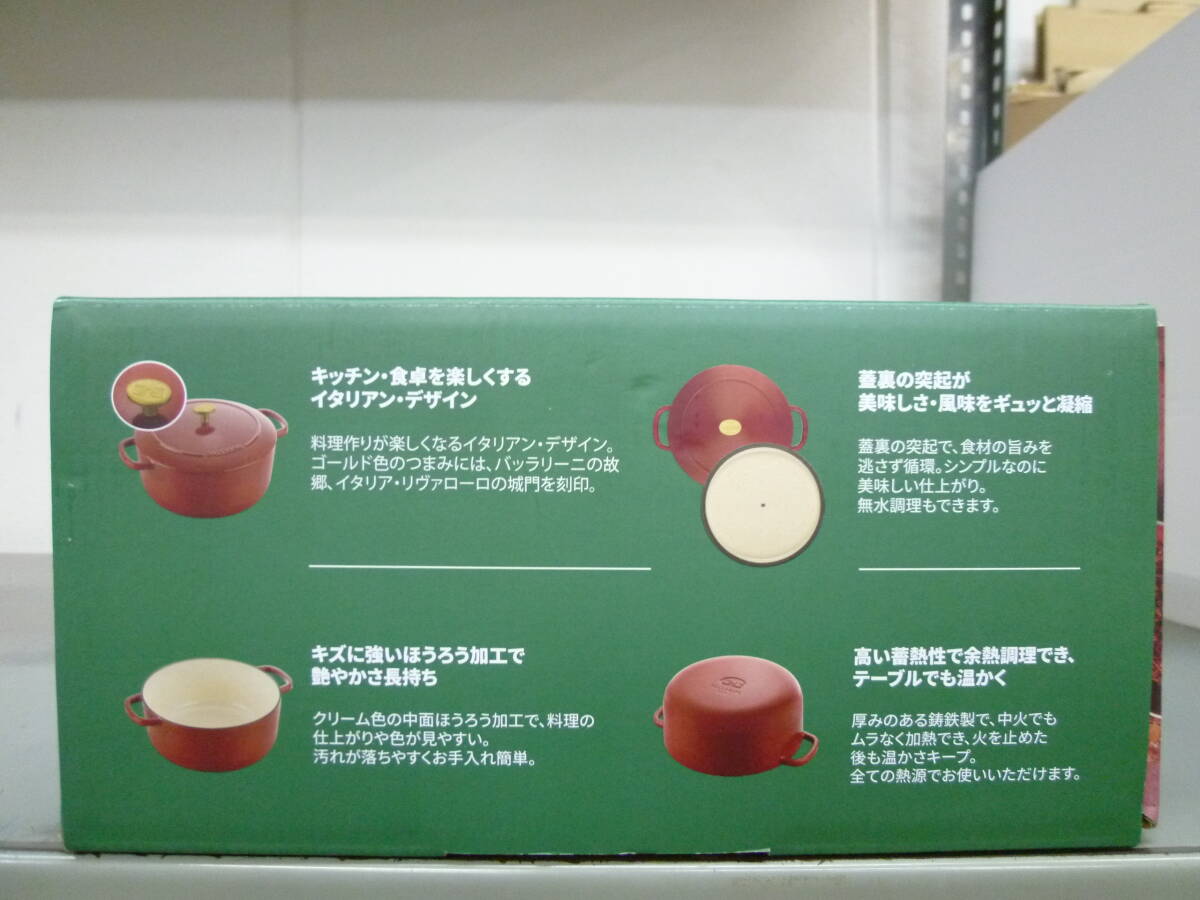 キッチン・食卓を楽しくする
イタリアン・デザイン
料理作りが楽しくなるイタリアン・デザイン。
ゴールド色のつまみには、バッラリーニの故
郷、イタリア・リヴァローロの城門を刻印。
蓋裏の突起が
美味しさ・風味をギュッと凝縮
蓋裏の突起で、食材の旨みを
逃さず循環。シンプルなのに
美味しい仕上がり。
無水調理もできます。
キズに強いほうろう加工で
艶やかさ長持ち
クリーム色の中面ほうろう加工で、料理の
仕上がりや色が見やすい。
汚れが落ちやすくお手入れ簡単。
高い蓄熱性で余熱調理でき、
テーブルでも温かく
厚みのある鋳鉄製で、中火でも
ムラなく加熱でき、火を止めた
後も温かさキープ。
全ての熱源でお使いいただけます。